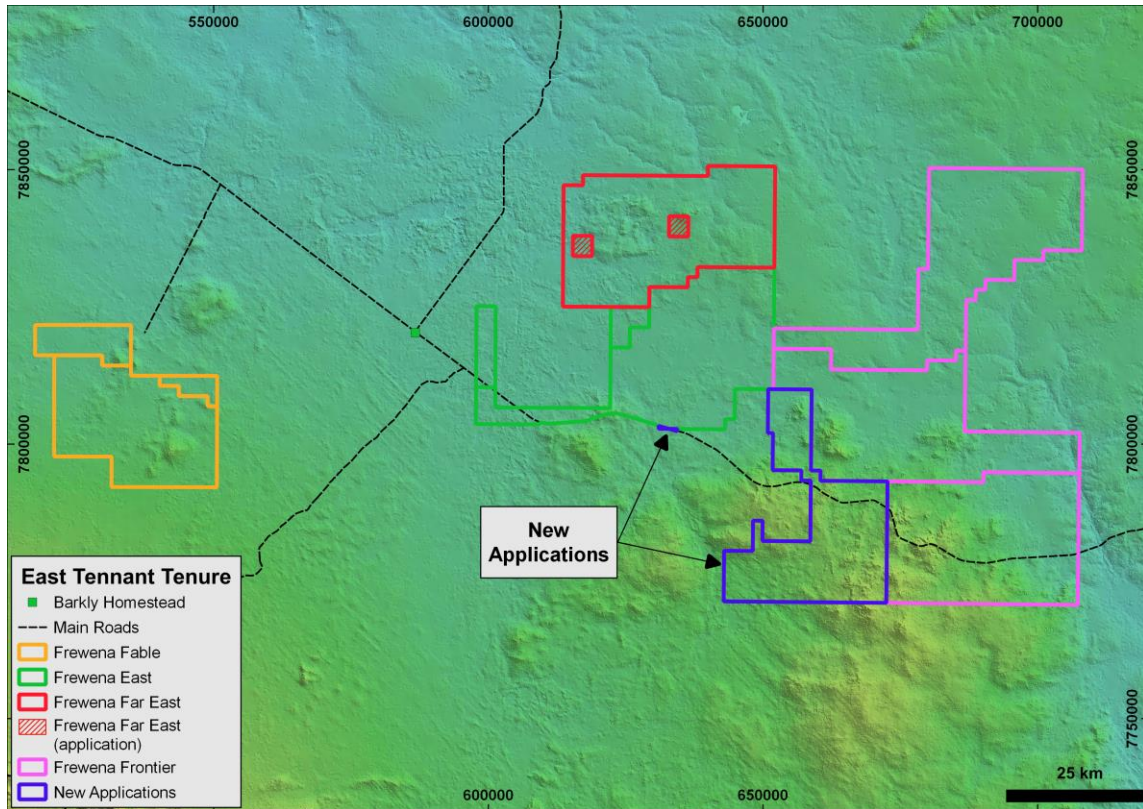 550000
600000
650000
700000
7850000
7850000
7800000
7800000
7750000
New
Applications
East Tennant Tenure
Barkly Homestead
Main Roads
Frewena Fable
Frewena East
Frewena Far East
Frewena Far East
(application)
Frewena Frontier
New Applications
600000
650000
25 km